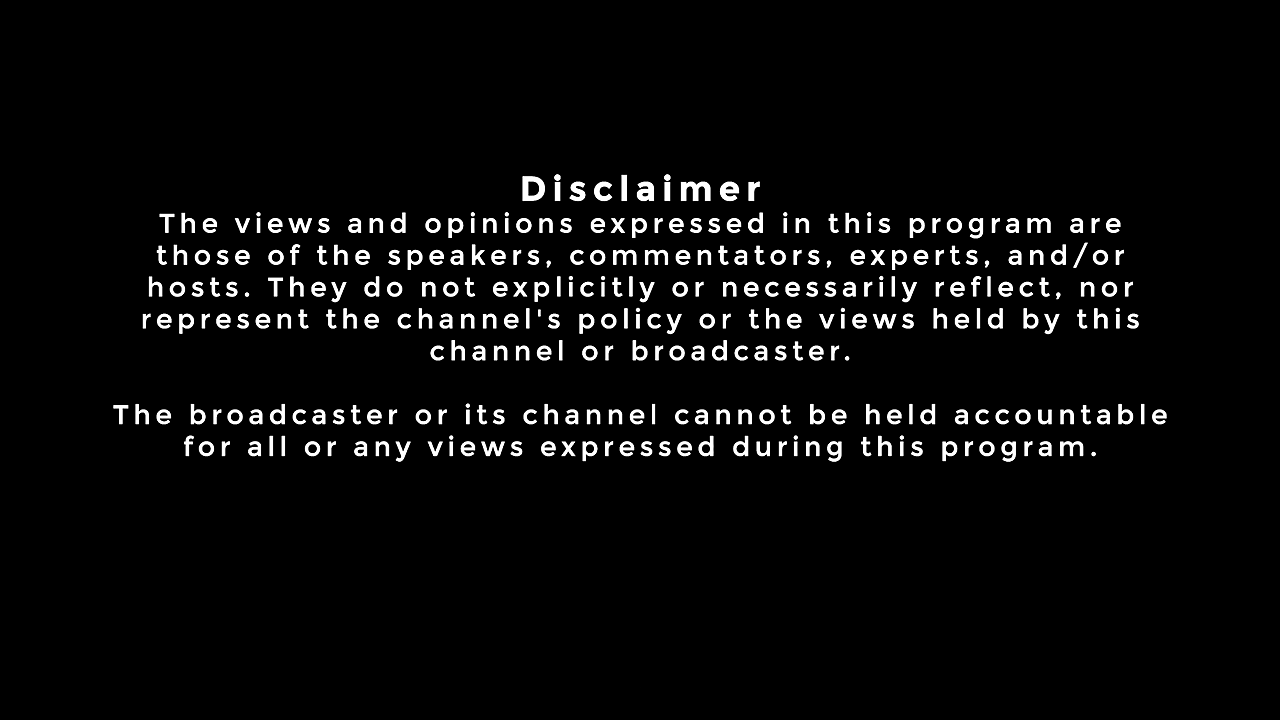 Disclaimer
The views and opinions expressed in this program are
those of the speakers, commentators, experts, and/or
hosts. They do not explicitly or necessarily reflect, nor
represent the channel's policy or the views held by this
channel or broadcaster.
The broadcaster or its channel cannot be held accountable
for all or any views expressed during this program.